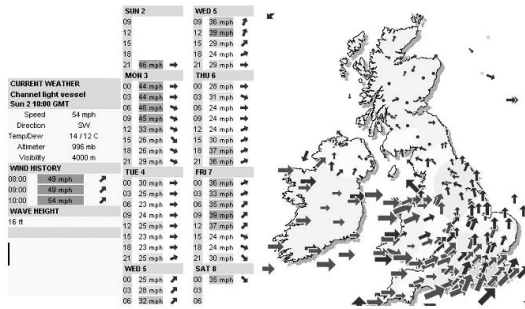 CURRENT WEATHER
Channel light vessel
Sun 2 10:00 GMT
Speed 54 mph
Direction SW
Temp/Dew 14 / 12 C
Altimeter 996 mb
Visibility 4000 m
WIND HISTORY
08:00 49 mph
09:00 49 mph
10:00 54 mph
WAVE HEIGHT
16 ft
SUN 2
09
12
15
18
21 46 mph
MON 3
00 44 mph
03 44 mph
06 46 mph
09 45 mph
12 33 mph
15 26 mph
18 26 mph
21 29 mph
TUE 4
00 30 mph
03 25 mph
06 23 mph
09 24 mph
12 25 mph
15 23 mph
18 23 mph
21 25 mph
WED 5
00 25 mph
03 28 mph
06 32 mph
WED 5
09 36 mph
12 39 mph
15 29 mph
18 24 mph
21 29 mph
THU 6
00 28 mph
03 31 mph
06 24 mph
09 24 mph
12 24 mph
15 30 mph
18 37 mph
21 36 mph
FRI 7
00 36 mph
03 33 mph
06 35 mph
09 39 mph
12 37 mph
15 24 mph
18 24 mph
21 30 mph
SAT 8
00 35 mph
03
06